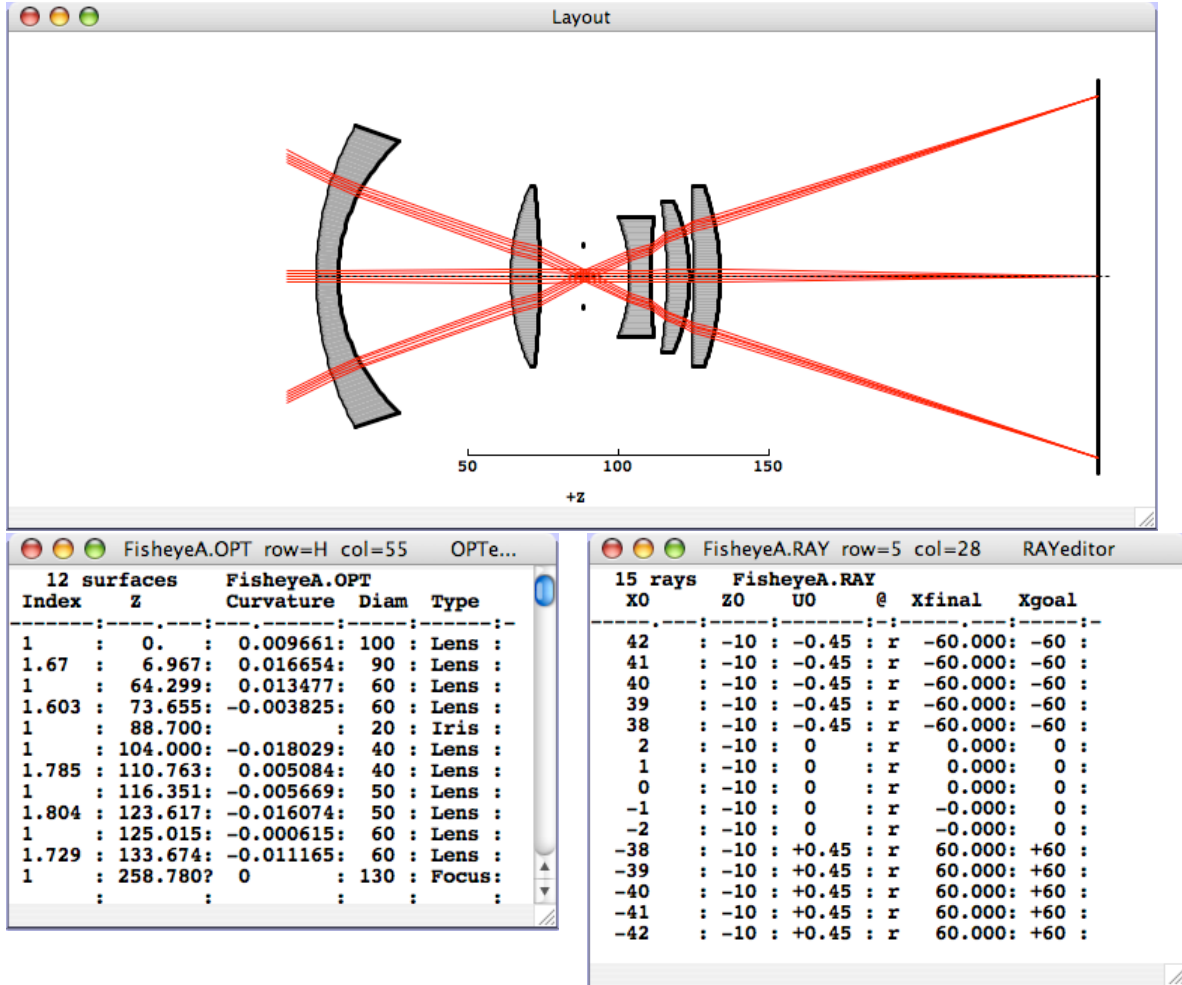 Layout
50 100 150
+Z
FisheyeA.OPT row=H col=55 OPTe...
12 surfaces FisheyeA.OPT
Index Z Curvature Diam Type
-------:----.---:---.------:-----:------:-
1 : 0. : 0.009661: 100 : Lens :
1.67 : 6.967: 0.016654: 90 : Lens :
1 : 64.299: 0.013477: 60 : Lens :
1.603 : 73.655: -0.003825: 60 : Lens :
1 : 88.700: : 20 : Iris :
1 : 104.000: -0.018029: 40 : Lens :
1.785 : 110.763: 0.005084: 40 : Lens :
1 : 116.351: -0.005669: 50 : Lens :
1.804 : 123.617: -0.016074: 50 : Lens :
1 : 125.015: -0.000615: 60 : Lens :
1.729 : 133.674: -0.011165: 60 : Lens :
1 : 258.780? 0 : 130 : Focus:
: : : : :
FisheyeA.RAY row=5 col=28 RAYeditor
15 rays FisheyeA.RAY
X0 Z0 U0 @ Xfinal Xgoal
-----.---:-----:-------:-:-----.---:-----:-
42 : -10 : -0.45 : r -60.000: -60 :
41 : -10 : -0.45 : r -60.000: -60 :
40 : -10 : -0.45 : r -60.000: -60 :
39 : -10 : -0.45 : r -60.000: -60 :
38 : -10 : -0.45 : r -60.000: -60 :
2 : -10 : 0 : r 0.000: 0 :
1 : -10 : 0 : r 0.000: 0 :
0 : -10 : 0 : r 0.000: 0 :
-1 : -10 : 0 : r -0.000: 0 :
-2 : -10 : 0 : r -0.000: 0 :
-38 : -10 : +0.45 : r 60.000: +60 :
-39 : -10 : +0.45 : r 60.000: +60 :
-40 : -10 : +0.45 : r 60.000: +60 :
-41 : -10 : +0.45 : r 60.000: +60 :
-42 : -10 : +0.45 : r 60.000: +60 :